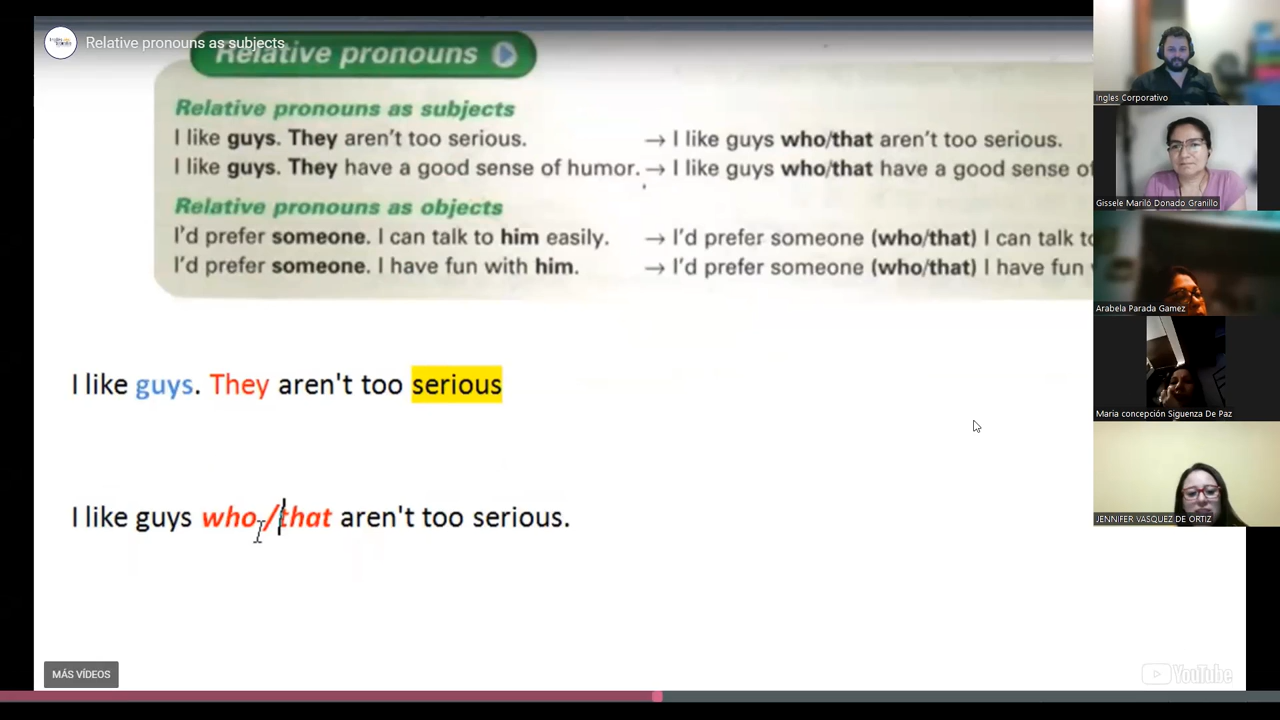 Relative pronouns as subjects
Relative pronouns
Relative pronouns as subjects
I like guys. They aren't too serious. → I like guys who/that aren't too serious.
I like guys. They have a good sense of humor. → I like guys who/that have a good sense of
Relative pronouns as objects
I'd prefer someone. I can talk to him easily. → I'd prefer someone (who/that) I can talk to
I'd prefer someone. I have fun with him. → I'd prefer someone (who/that) I have fun
I like guys. They aren't too serious
I like guys who/that aren't too serious.
MÁS VÍDEOS
YouTube
Ingles Corporativo
Gissele Mariló Donado Granillo
Arabela Parada Gamez
Maria concepción Siguenza De Paz
JENNIFER VASQUEZ DE ORTIZ